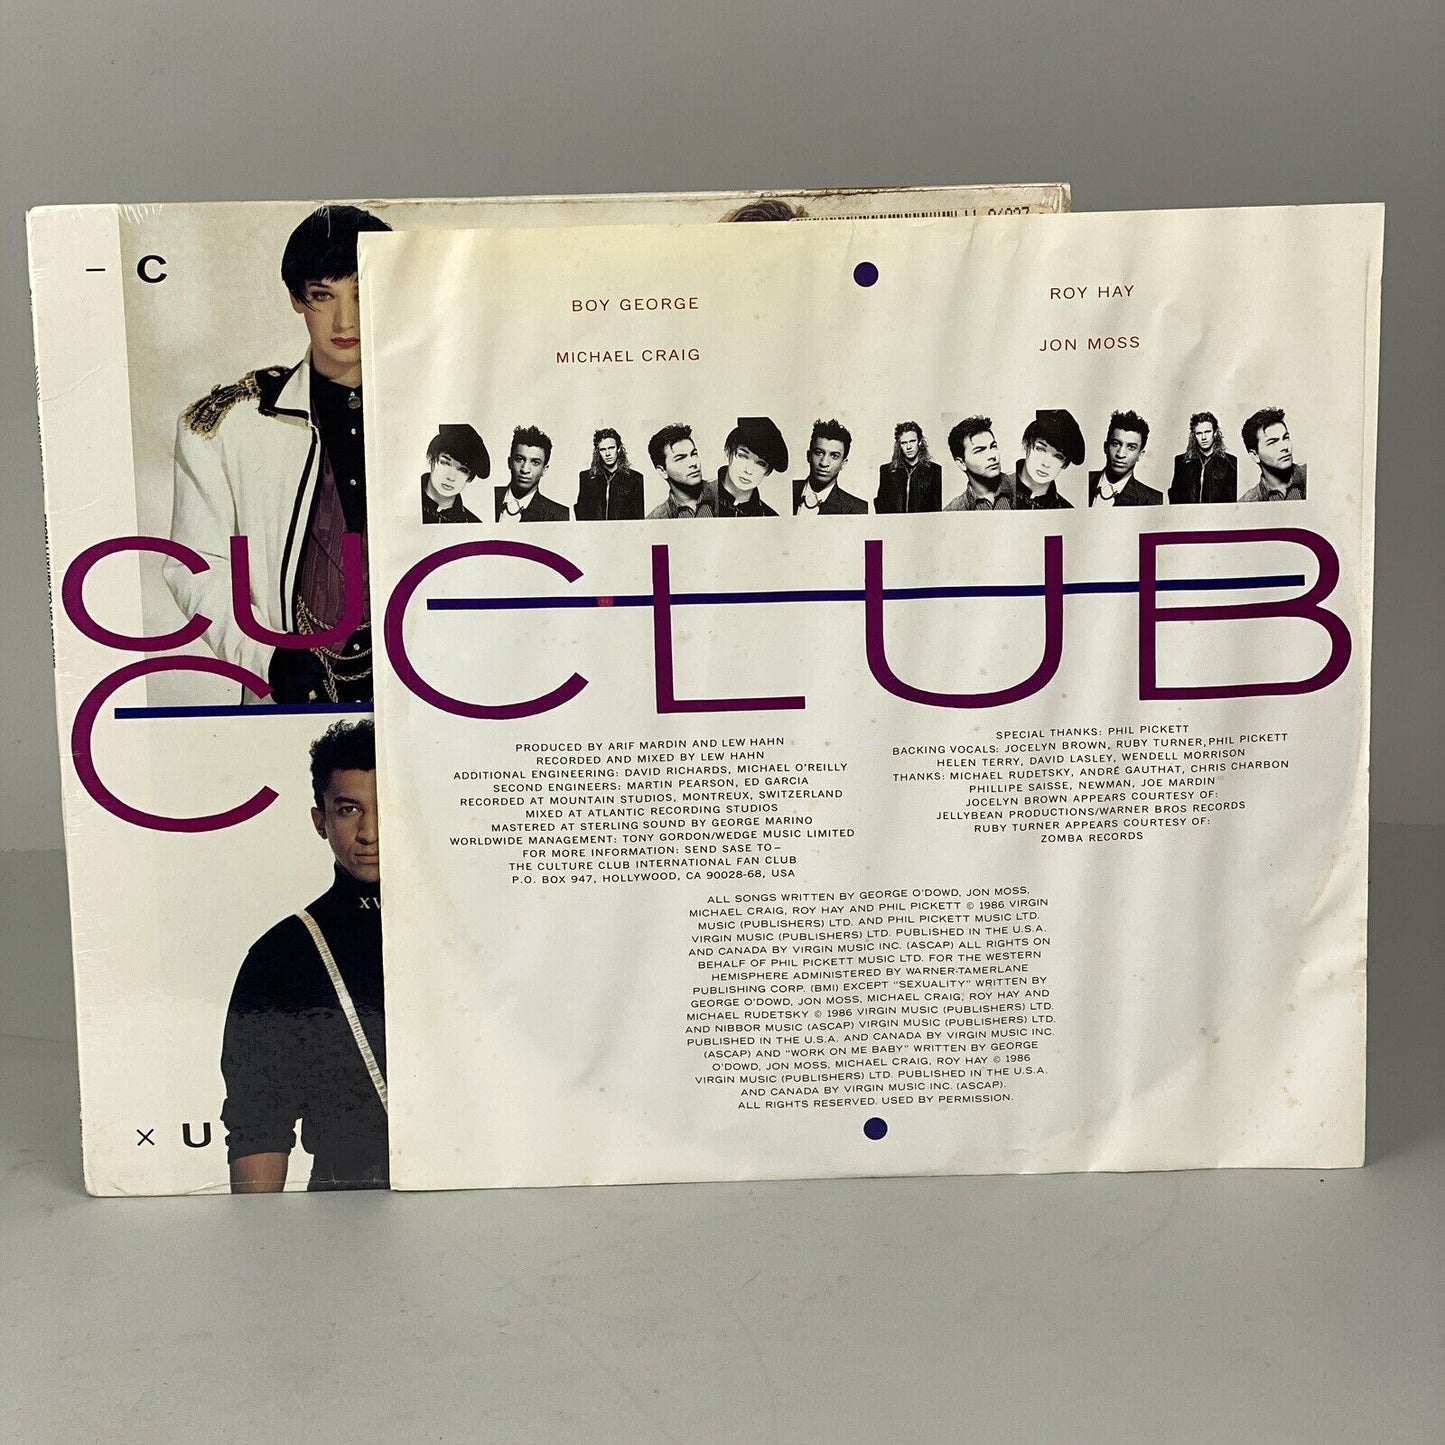 – C
CU
C
× U
XV
BOY GEORGE
ROY HAY
MICHAEL CRAIG
JON MOSS
CLUB
PRODUCED BY ARIF MARDIN AND LEW HAHN
RECORDED AND MIXED BY LEW HAHN
ADDITIONAL ENGINEERING: DAVID RICHARDS, MICHAEL O'REILLY
SECOND ENGINEERS: MARTIN PEARSON, ED GARCIA
RECORDED AT MOUNTAIN STUDIOS, MONTREUX, SWITZERLAND
MIXED AT ATLANTIC RECORDING STUDIOS
MASTERED AT STERLING SOUND BY GEORGE MARINO
WORLDWIDE MANAGEMENT: TONY GORDON/WEDGE MUSIC LIMITED
FOR MORE INFORMATION: SEND SASE TO–
THE CULTURE CLUB INTERNATIONAL FAN CLUB
P.O. BOX 947, HOLLYWOOD, CA 90028-68, USA
SPECIAL THANKS: PHIL PICKETT
BACKING VOCALS: JOCELYN BROWN, RUBY TURNER, PHIL PICKETT
HELEN TERRY, DAVID LASLEY, WENDELL MORRISON
THANKS: MICHAEL RUDETSKY, ANDRÉ GAUTHAT, CHRIS CHARBON
PHILLIPE SAISSE, NEWMAN, JOE MARDIN
JOCELYN BROWN APPEARS COURTESY OF:
JELLYBEAN PRODUCTIONS/WARNER BROS RECORDS
RUBY TURNER APPEARS COURTESY OF:
ZOMBA RECORDS
ALL SONGS WRITTEN BY GEORGE O'DOWD, JON MOSS,
MICHAEL CRAIG, ROY HAY AND PHIL PICKETT © 1986 VIRGIN
MUSIC (PUBLISHERS) LTD. AND PHIL PICKETT MUSIC LTD.
VIRGIN MUSIC (PUBLISHERS) LTD. PUBLISHED IN THE U.S.A.
AND CANADA BY VIRGIN MUSIC INC. (ASCAP) ALL RIGHTS ON
BEHALF OF PHIL PICKETT MUSIC LTD. FOR THE WESTERN
HEMISPHERE ADMINISTERED BY WARNER-TAMERLANE
PUBLISHING CORP. (BMI) EXCEPT "SEXUALITY" WRITTEN BY
GEORGE O'DOWD, JON MOSS, MICHAEL CRAIG, ROY HAY AND
MICHAEL RUDETSKY © 1986 VIRGIN MUSIC (PUBLISHERS) LTD.
AND NIBBOR MUSIC (ASCAP) VIRGIN MUSIC (PUBLISHERS) LTD.
PUBLISHED IN THE U.S.A. AND CANADA BY VIRGIN MUSIC INC.
(ASCAP) AND "WORK ON ME BABY" WRITTEN BY GEORGE
O'DOWD, JON MOSS, MICHAEL CRAIG, ROY HAY © 1986
VIRGIN MUSIC (PUBLISHERS) LTD. PUBLISHED IN THE U.S.A.
AND CANADA BY VIRGIN MUSIC INC. (ASCAP).
ALL RIGHTS RESERVED. USED BY PERMISSION.